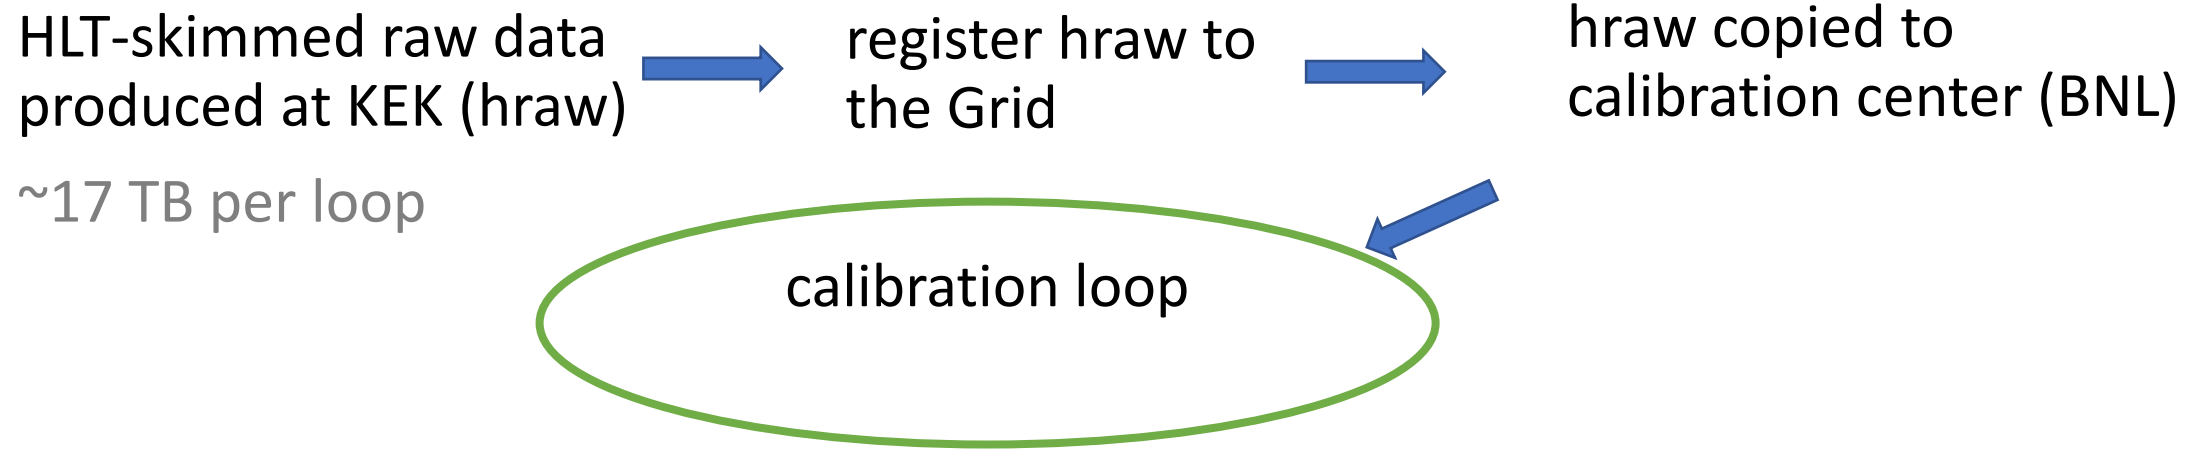 HLT-skimmed raw data
produced at KEK (hraw)
~17 TB per loop
register hraw to
the Grid
hraw copied to
calibration center (BNL)
calibration loop